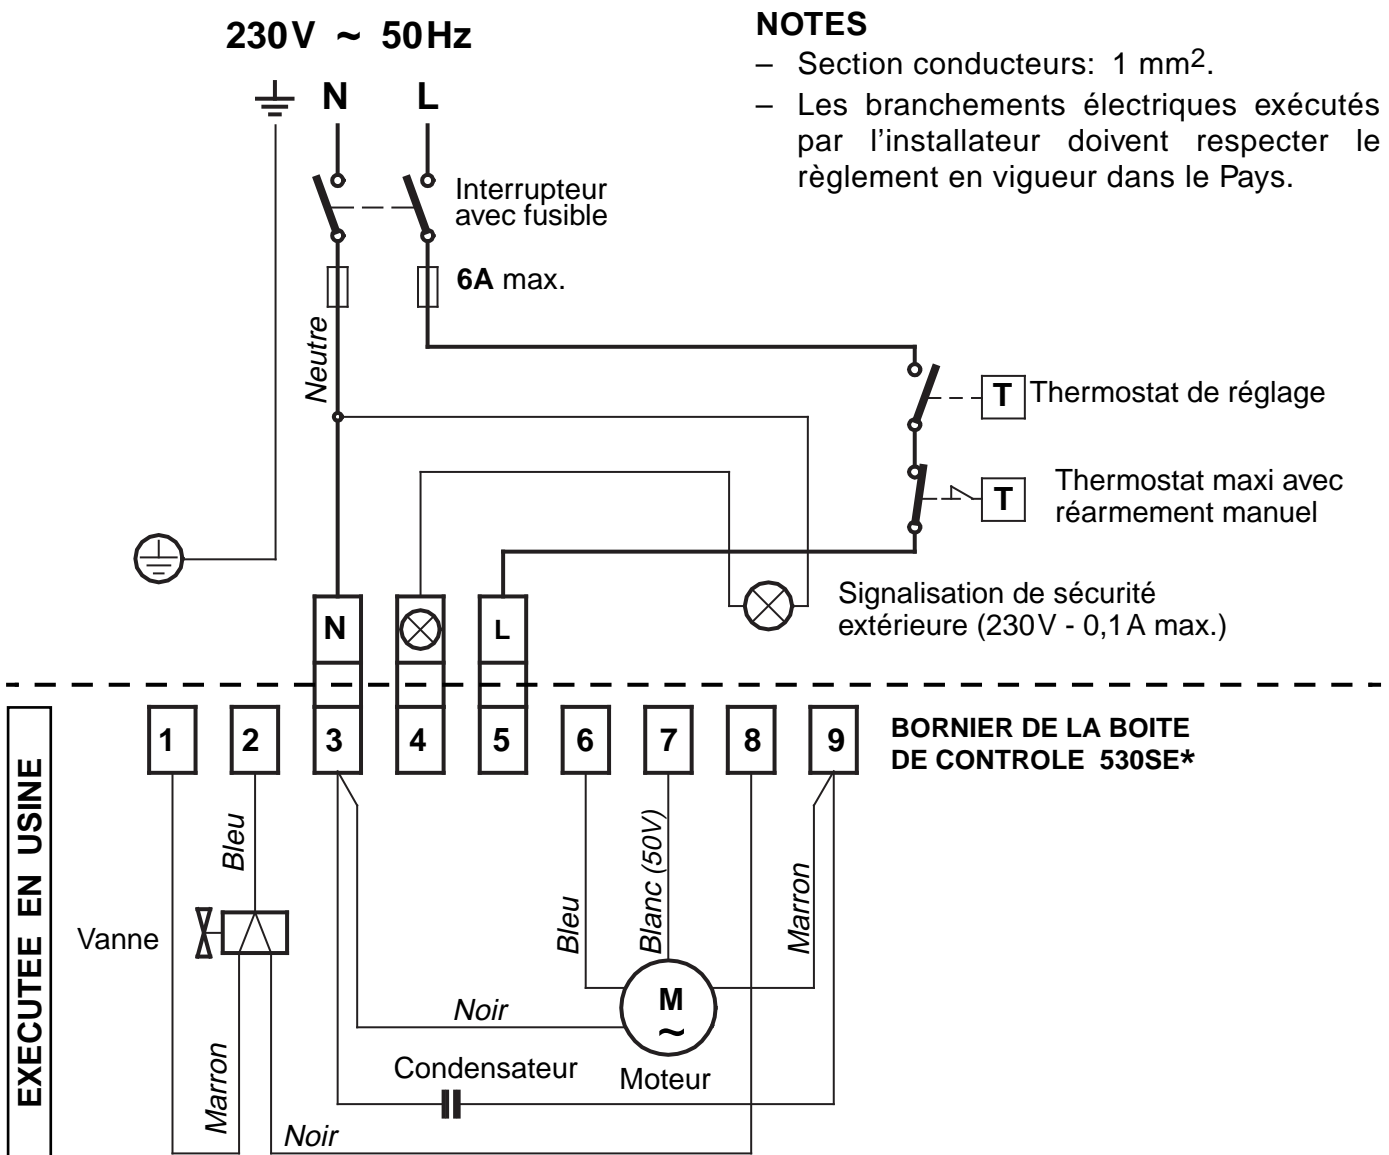 230V ~ 50Hz
N
L
Interrupteur
avec fusible
6A max.
Neutre
NOTES
– Section conducteurs: 1 mm².
– Les branchements électriques exécutés
par l'installateur doivent respecter le
règlement en vigueur dans le Pays.
T
Thermostat de réglage
T
Thermostat maxi avec
réarmement manuel
Signalisation de sécurité
extérieure (230V - 0,1A max.)
N
L
1
2
3
4
5
6
7
8
9
BORNIER DE LA BOITE
DE CONTROLE 530SE*
EXECUTEE EN USINE
Bleu
Vanne
Marron
Noir
Noir
Condensateur
Bleu
Blanc (50V)
Marron
M
~
Moteur